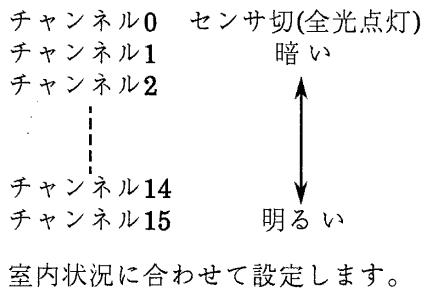 チャンネル0 センサ切(全光点灯)
チャンネル1 暗い
チャンネル2
チャンネル14
チャンネル15 明るい
室内状況に合わせて設定します。